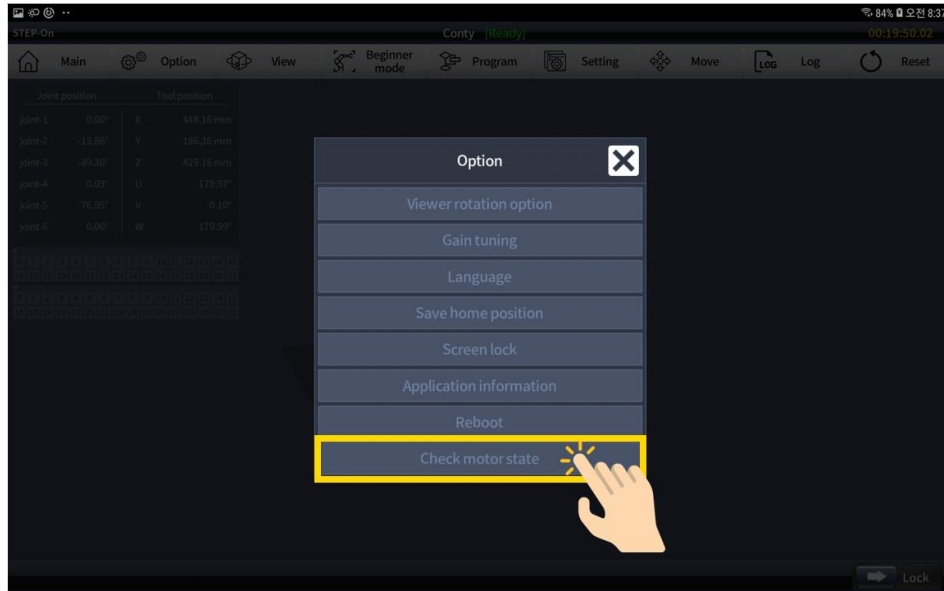 84% 오전 8:37
STEP-On Conty [Ready] 00:19:50.02
Main Option View Beginner mode Program Setting Move LOG Log Reset
Joint position Tool position
joint-1 0.00° X 448.16 mm
joint-2 -13.86° Y -186.36 mm
joint-3 -89.30° Z 429.16 mm
joint-4 0.03° U 179.97°
joint-5 -76.95° V -0.10°
joint-6 0.00° W 179.99°
Option
Viewer rotation option
Gain tuning
Language
Save home position
Screen lock
Application information
Reboot
Check motor state
Lock